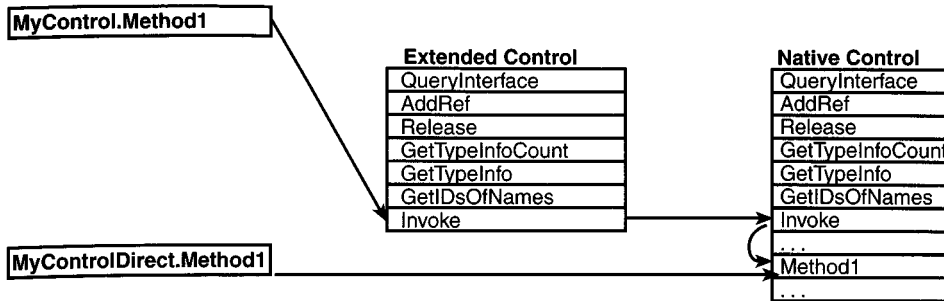 MyControl.Method1
Extended Control
QueryInterface
AddRef
Release
GetTypeInfoCount
GetTypeInfo
GetIDsOfNames
Invoke
Native Control
QueryInterface
AddRef
Release
GetTypeInfoCount
GetTypeInfo
GetIDsOfNames
Invoke
. . .
Method1
. . .
MyControlDirect.Method1